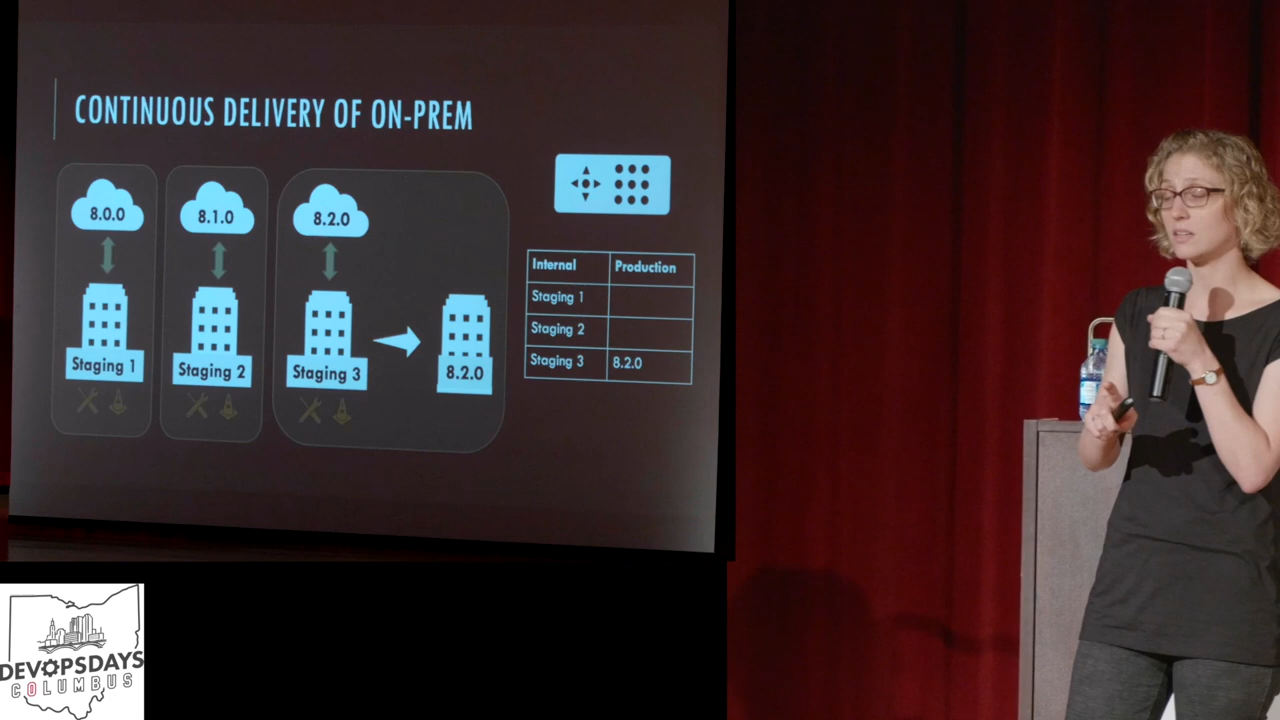 CONTINUOUS DELIVERY OF ON-PREM
8.0.0
8.1.0
8.2.0
Staging 1
Staging 2
Staging 3
8.2.0
Internal Production
Staging 1
Staging 2
Staging 3 8.2.0
DEVOPSDAYS
COLUMBUS